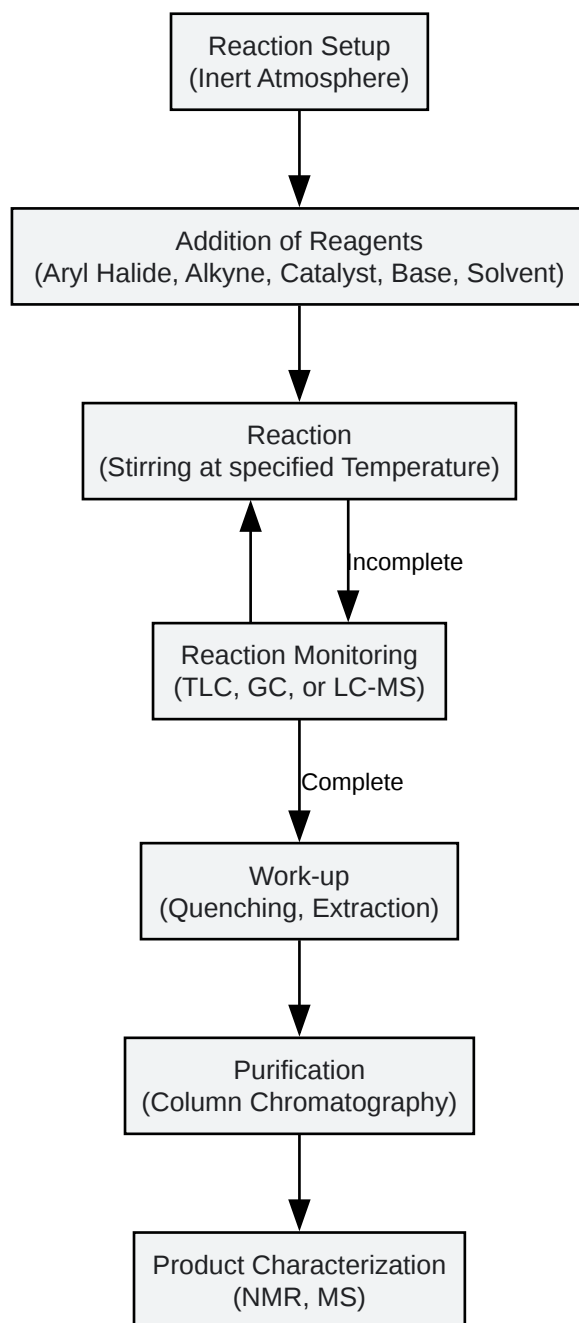 Reaction Setup
(Inert Atmosphere)
Addition of Reagents
(Aryl Halide, Alkyne, Catalyst, Base, Solvent)
Reaction
(Stirring at specified Temperature)
Incomplete
Reaction Monitoring
(TLC, GC, or LC-MS)
Complete
Work-up
(Quenching, Extraction)
Purification
(Column Chromatography)
Product Characterization
(NMR, MS)